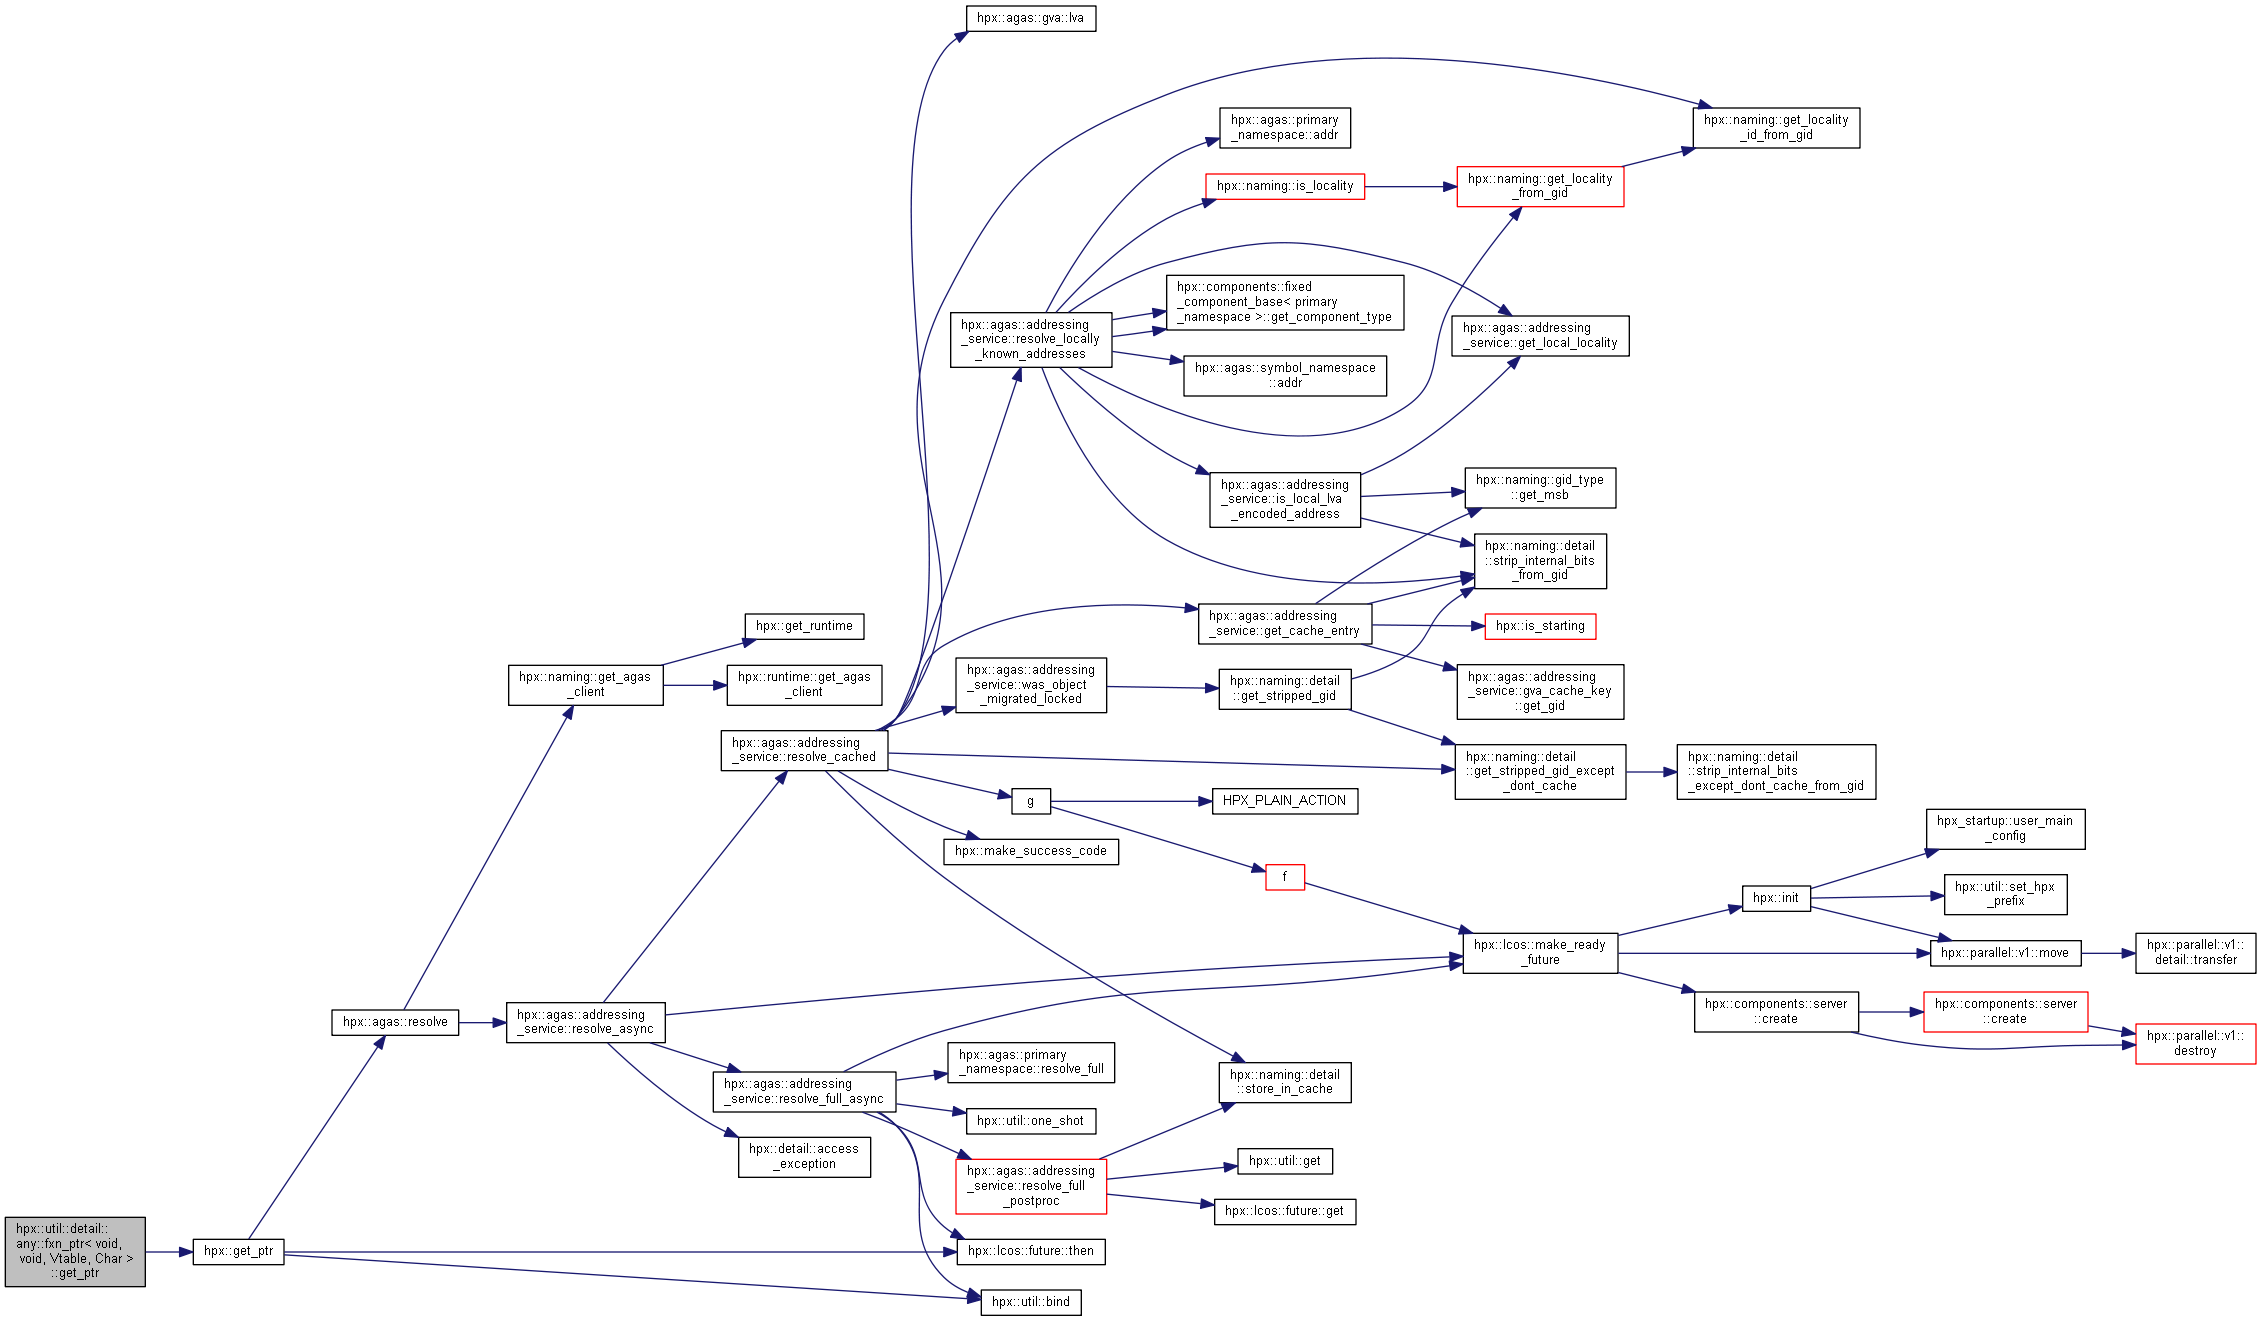 hpx::agas::gva::lva
hpx::agas::primary
_namespace::addr
hpx::naming::get_locality
_id_from_gid
hpx::naming::is_locality
hpx::naming::get_locality
_from_gid
hpx::components::fixed
_component_base< primary
_namespace >::get_component_type
hpx::agas::addressing
_service::resolve_locally
_known_addresses
hpx::agas::addressing
_service::get_local_locality
hpx::agas::symbol_namespace
::addr
hpx::agas::addressing
_service::is_local_lva
_encoded_address
hpx::naming::gid_type
::get_msb
hpx::naming::detail
::strip_internal_bits
_from_gid
hpx::get_runtime
hpx::agas::addressing
_service::get_cache_entry
hpx::is_starting
hpx::naming::get_agas
_client
hpx::runtime::get_agas
_client
hpx::agas::addressing
_service::was_object
_migrated_locked
hpx::naming::detail
::get_stripped_gid
hpx::agas::addressing
_service::gva_cache_key
::get_gid
hpx::agas::addressing
_service::resolve_cached
hpx::naming::detail
::get_stripped_gid_except
_dont_cache
hpx::naming::detail
::strip_internal_bits
_except_dont_cache_from_gid
g
HPX_PLAIN_ACTION
hpx::make_success_code
hpx_startup::user_main
_config
f
hpx::init
hpx::util::set_hpx
_prefix
hpx::lcos::make_ready
_future
hpx::parallel::v1::move
hpx::parallel::v1::
detail::transfer
hpx::agas::resolve
hpx::agas::addressing
_service::resolve_async
hpx::components::server
::create
hpx::components::server
::create
hpx::parallel::v1::
destroy
hpx::agas::addressing
_service::resolve_full_async
hpx::agas::primary
_namespace::resolve_full
hpx::naming::detail
::store_in_cache
hpx::util::one_shot
hpx::detail::access
_exception
hpx::agas::addressing
_service::resolve_full
_postproc
hpx::util::get
hpx::lcos::future::get
hpx::util::detail::
any::fxn_ptr< void,
void, Vtable, Char >
::get_ptr
hpx::get_ptr
hpx::lcos::future::then
hpx::util::bind